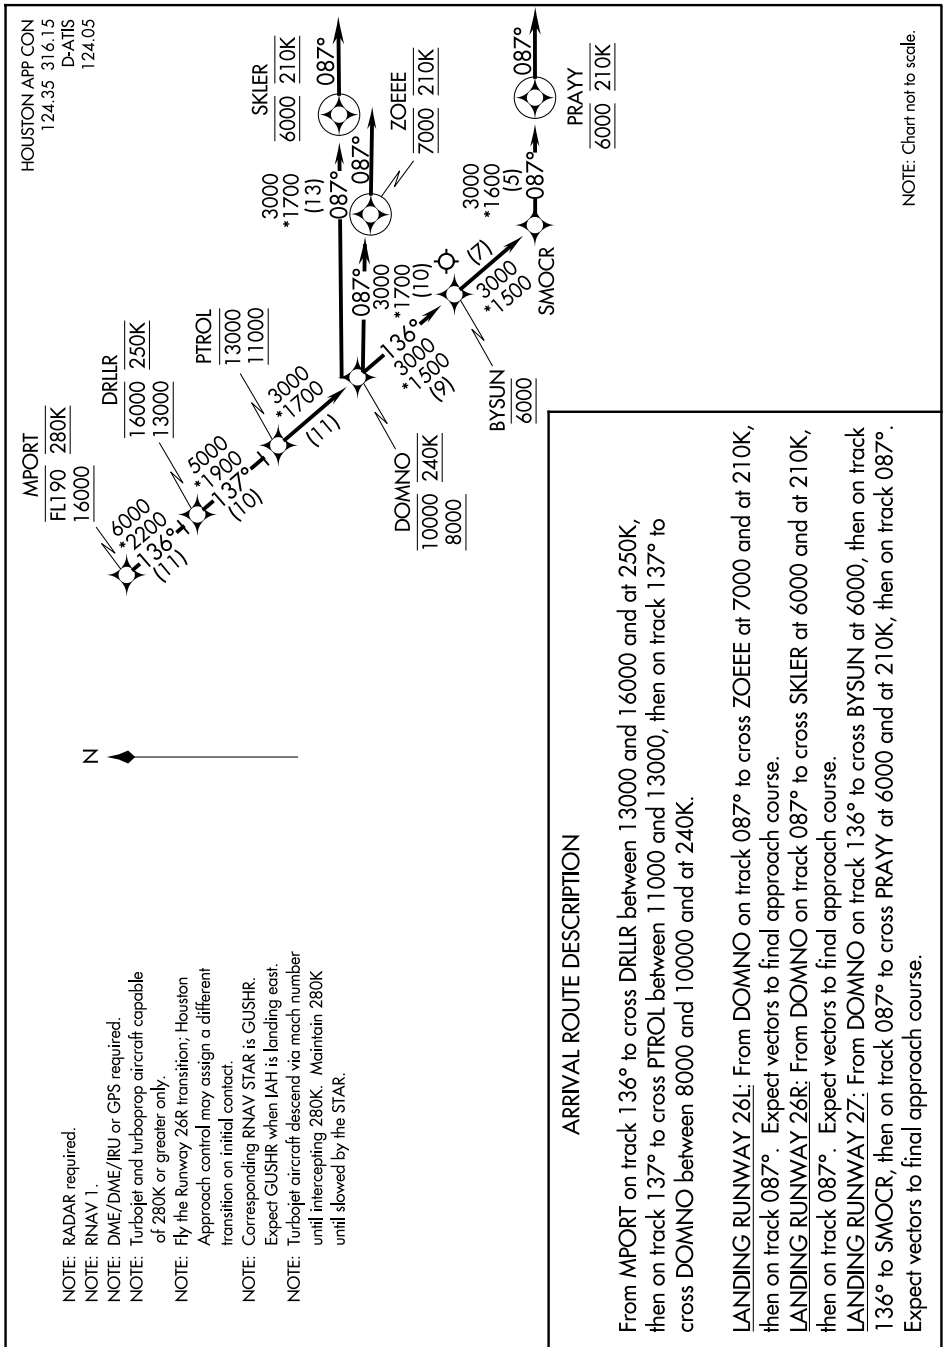 HOUSTON APP CON
124.35 316.15
D-ATIS
124.05
MPORT
FL190 280K
16000
6000
*2200
136°
(11)
DRLLR
16000 250K
13000
5000
*1900
137°
(10)
PTROL
13000
11000
3000
*1700
(11)
DOMNO
10000 240K
8000
SKLER
6000 210K
087°
3000
*1700
(13)
087°
ZOEEE
7000 210K
087°
087°
3000
*1700
(10)
136°
3000
*1500
(9)
BYSUN
6000
(7)
3000
*1500
SMOCR
3000
*1600
(5)
087°
PRAYY
6000 210K
087°
N
NOTE: Chart not to scale.
NOTE: RADAR required.
NOTE: RNAV 1.
NOTE: DME/DME/IRU or GPS required.
NOTE: Turbojet and turboprop aircraft capable
of 280K or greater only.
NOTE: Fly the Runway 26R transition; Houston
Approach control may assign a different
transition on initial contact.
NOTE: Corresponding RNAV STAR is GUSHR.
Expect GUSHR when IAH is landing east.
NOTE: Turbojet aircraft descend via mach number
until intercepting 280K. Maintain 280K
until slowed by the STAR.
ARRIVAL ROUTE DESCRIPTION
From MPORT on track 136° to cross DRLLR between 13000 and 16000 and at 250K,
then on track 137° to cross PTROL between 11000 and 13000, then on track 137° to
cross DOMNO between 8000 and 10000 and at 240K.
LANDING RUNWAY 26L: From DOMNO on track 087° to cross ZOEEE at 7000 and at 210K,
then on track 087°. Expect vectors to final approach course.
LANDING RUNWAY 26R: From DOMNO on track 087° to cross SKLER at 6000 and at 210K,
then on track 087°. Expect vectors to final approach course.
LANDING RUNWAY 27: From DOMNO on track 136° to cross BYSUN at 6000, then on track
136° to SMOCR, then on track 087° to cross PRAYY at 6000 and at 210K, then on track 087°.
Expect vectors to final approach course.